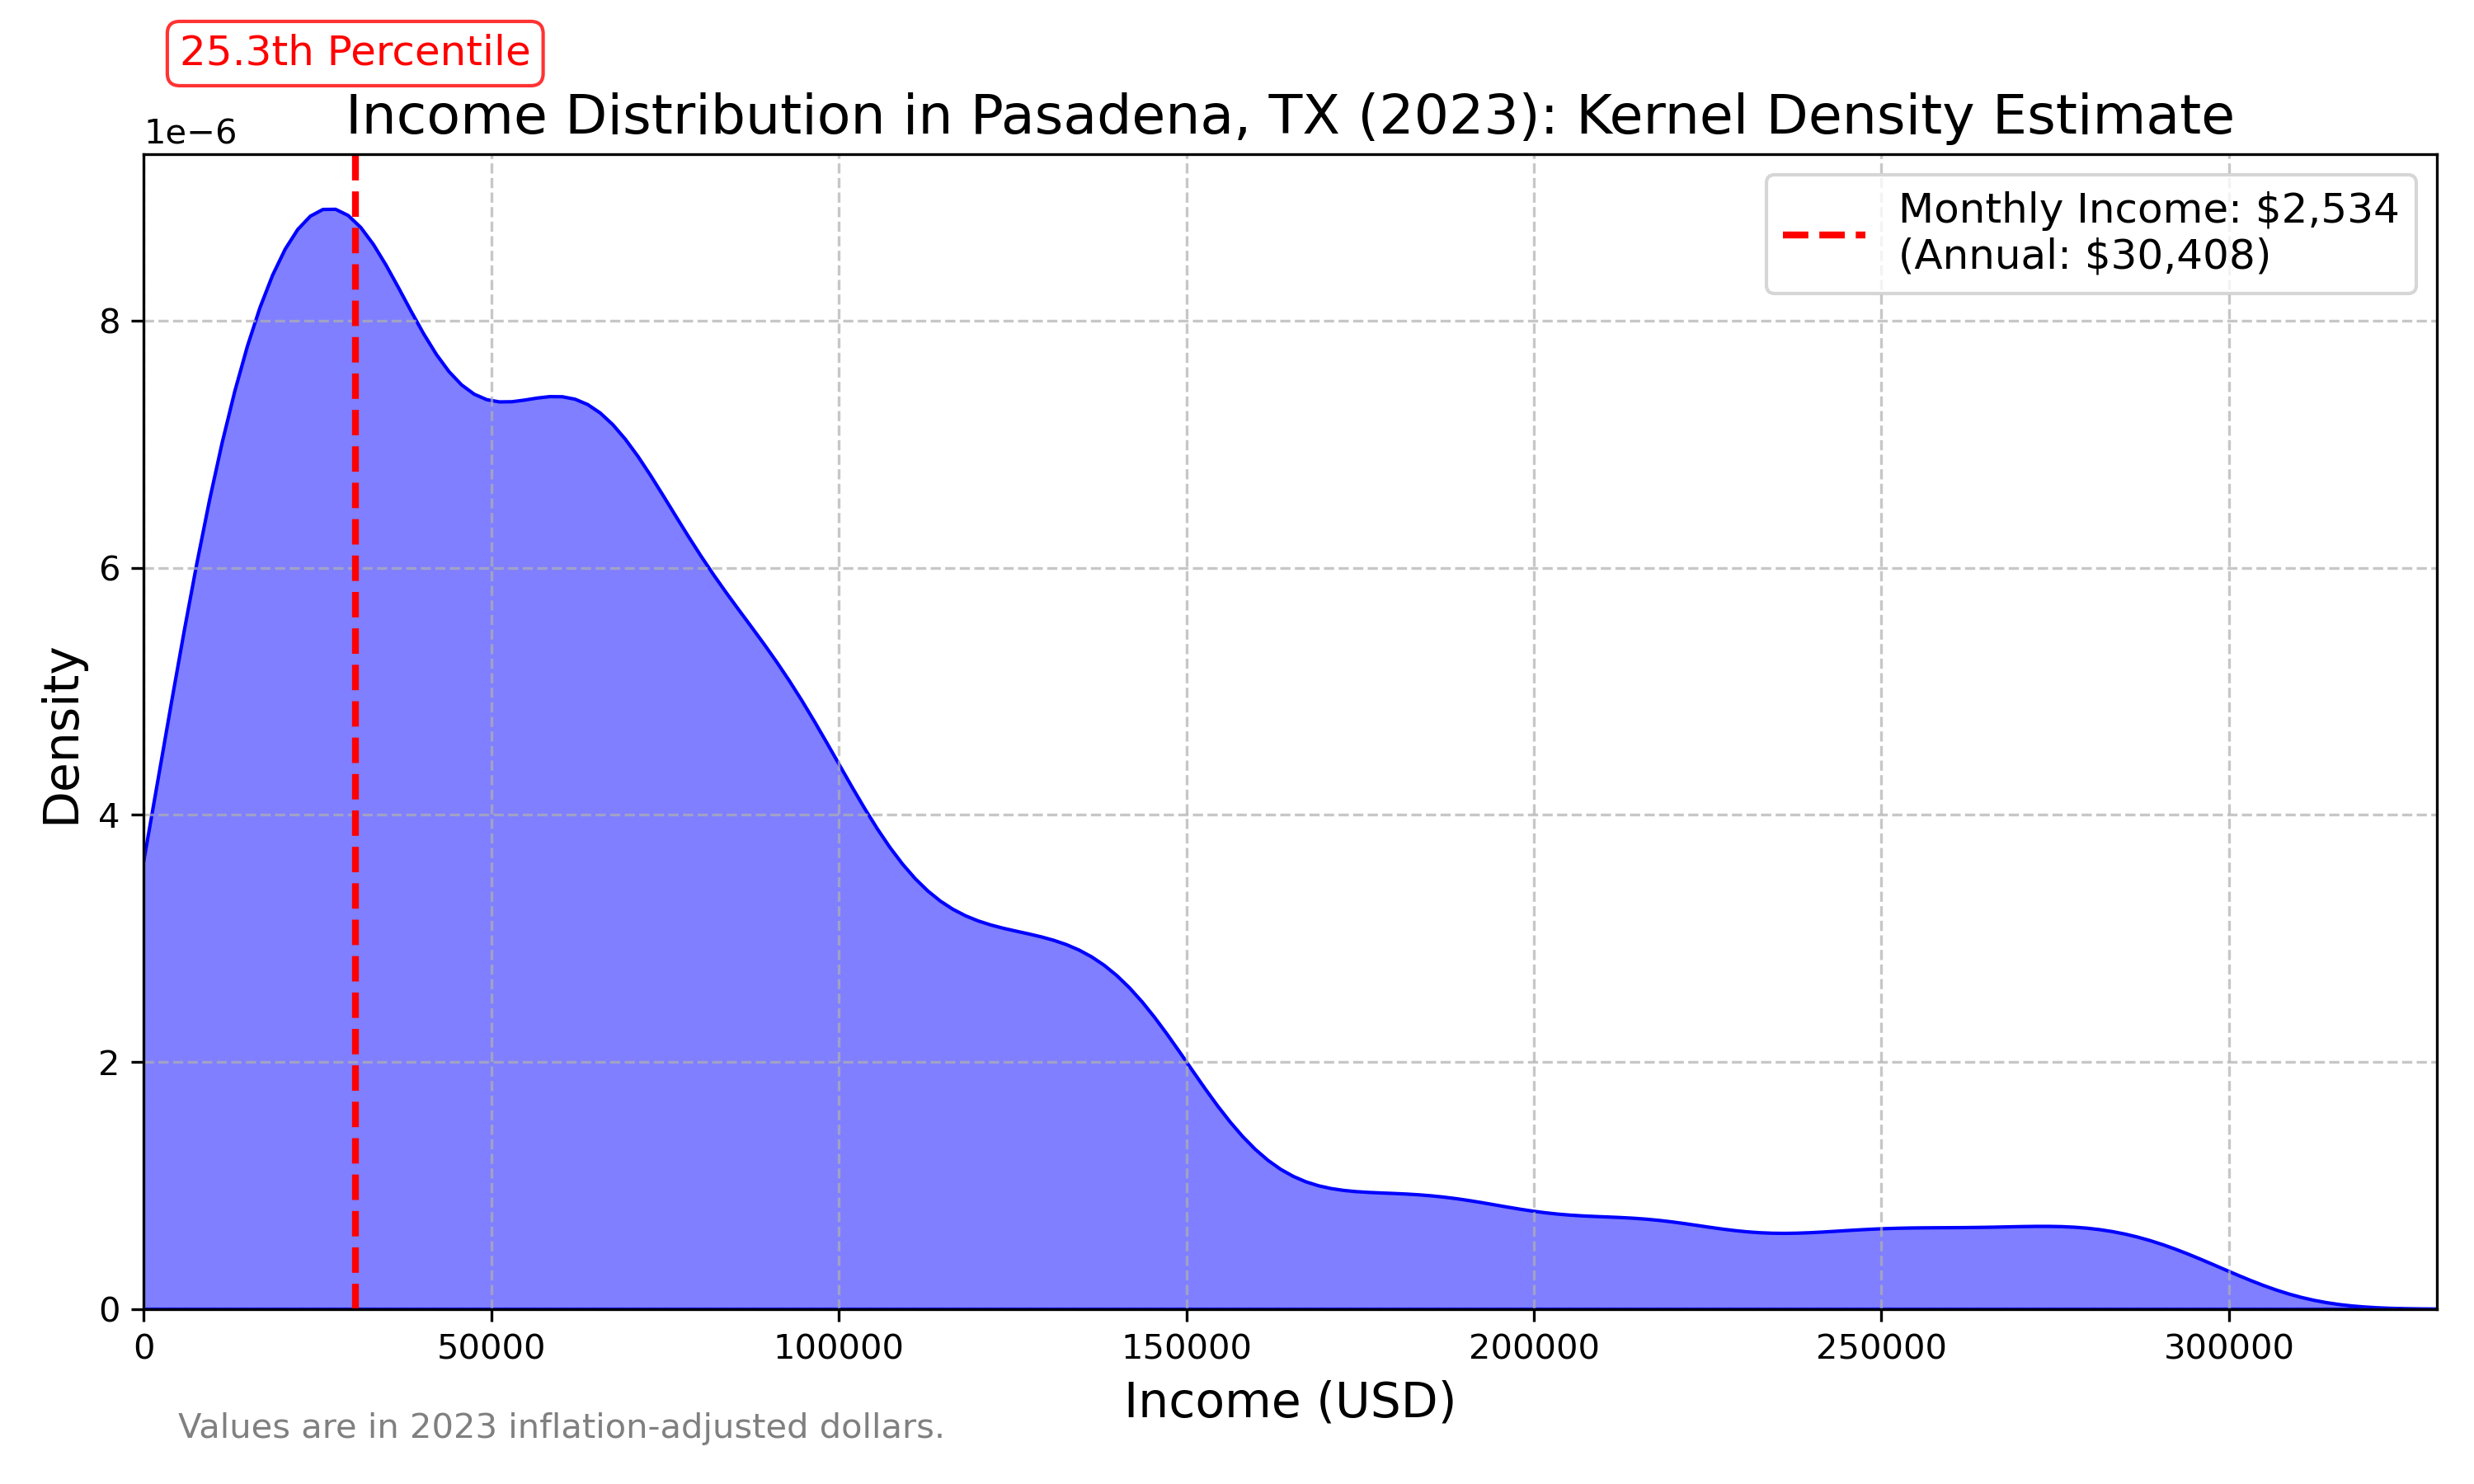 25.3th Percentile
Income Distribution in Pasadena, TX (2023): Kernel Density Estimate
1e−6
Monthly Income: $2,534
(Annual: $30,408)
8
6
4
2
0
Density
0 50000 100000 150000 200000 250000 300000
Income (USD)
Values are in 2023 inflation-adjusted dollars.